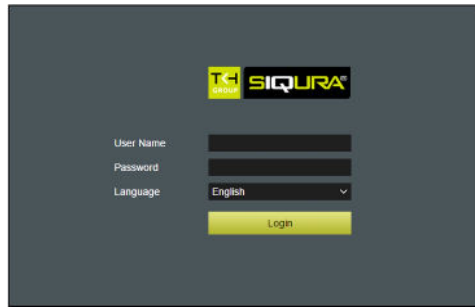 TKH
GROUP
SIQURA®
User Name
Password
Language
English
Login